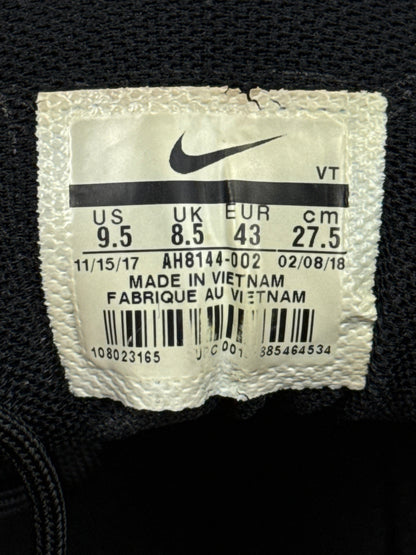 VT
US UK EUR cm
9.5 8.5 43 27.5
11/15/17 AH8144-002 02/08/18
MADE IN VIETNAM
FABRIQUE AU VIETNAM
108023165